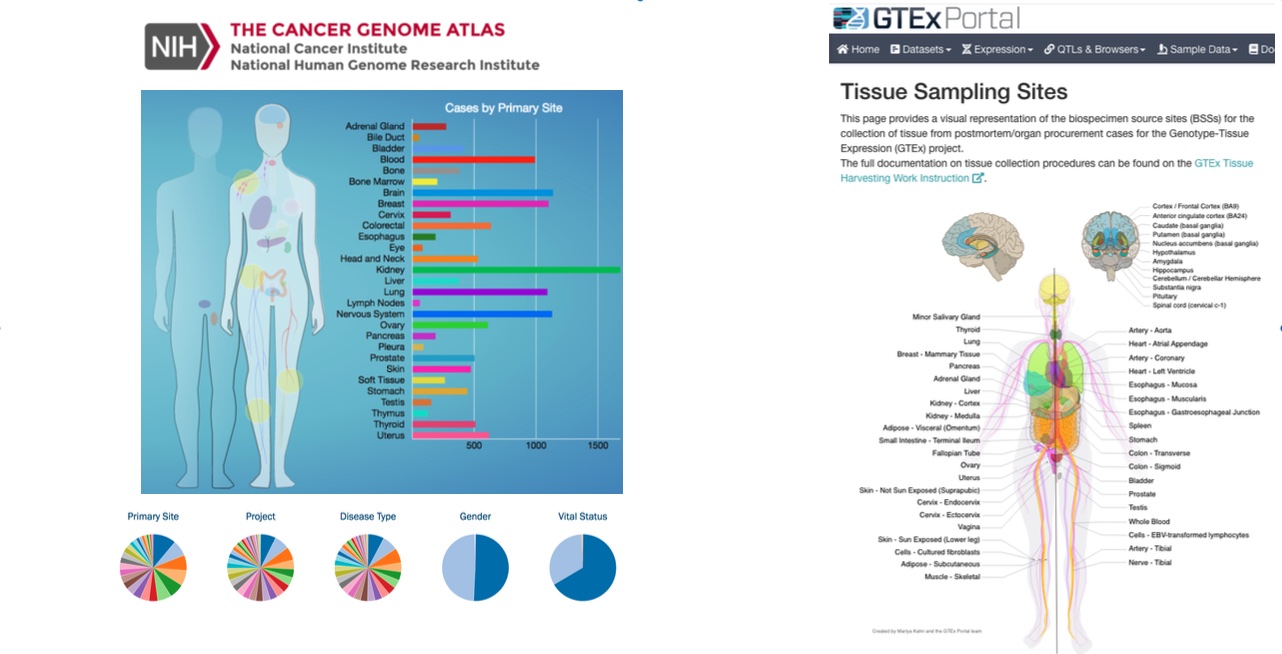 NIH
THE CANCER GENOME ATLAS
National Cancer Institute
National Human Genome Research Institute
Cases by Primary Site
Adrenal Gland
Bile Duct
Bladder
Blood
Bone
Bone Marrow
Brain
Breast
Cervix
Colorectal
Esophagus
Eye
Head and Neck
Kidney
Liver
Lung
Lymph Nodes
Nervous System
Ovary
Pancreas
Pleura
Prostate
Skin
Soft Tissue
Stomach
Testis
Thymus
Thyroid
Uterus
500 1000 1500
Primary Site Project Disease Type Gender Vital Status
GTEx Portal
Home Datasets Expression QTLs & Browsers Sample Data Do
Tissue Sampling Sites
This page provides a visual representation of the biospecimen source sites (BSSs) for the
collection of tissue from postmortem/organ procurement cases for the Genotype-Tissue
Expression (GTEx) project.
The full documentation on tissue collection procedures can be found on the GTEx Tissue
Harvesting Work Instruction.
Cortex / Frontal Cortex (BA9)
Anterior cingulate cortex (BA24)
Caudate (basal ganglia)
Putamen (basal ganglia)
Nucleus accumbens (basal ganglia)
Hypothalamus
Amygdala
Hippocampus
Cerebellum / Cerebellar Hemisphere
Substantia nigra
Pituitary
Spinal cord (cervical c-1)
Minor Salivary Gland
Thyroid
Lung
Breast - Mammary Tissue
Pancreas
Adrenal Gland
Liver
Kidney - Cortex
Kidney - Medulla
Adipose - Visceral (Omentum)
Small Intestine - Terminal Ileum
Fallopian Tube
Ovary
Uterus
Skin - Not Sun Exposed (Suprapubic)
Cervix - Endocervix
Cervix - Ectocervix
Vagina
Skin - Sun Exposed (Lower leg)
Cells - Cultured fibroblasts
Adipose - Subcutaneous
Muscle - Skeletal
Artery - Aorta
Heart - Atrial Appendage
Artery - Coronary
Heart - Left Ventricle
Esophagus - Mucosa
Esophagus - Muscularis
Esophagus - Gastroesophageal Junction
Spleen
Stomach
Colon - Transverse
Colon - Sigmoid
Bladder
Prostate
Testis
Whole Blood
Cells - EBV-transformed lymphocytes
Artery - Tibial
Nerve - Tibial
Created by Mariya Kahn and the GTEx Portal team